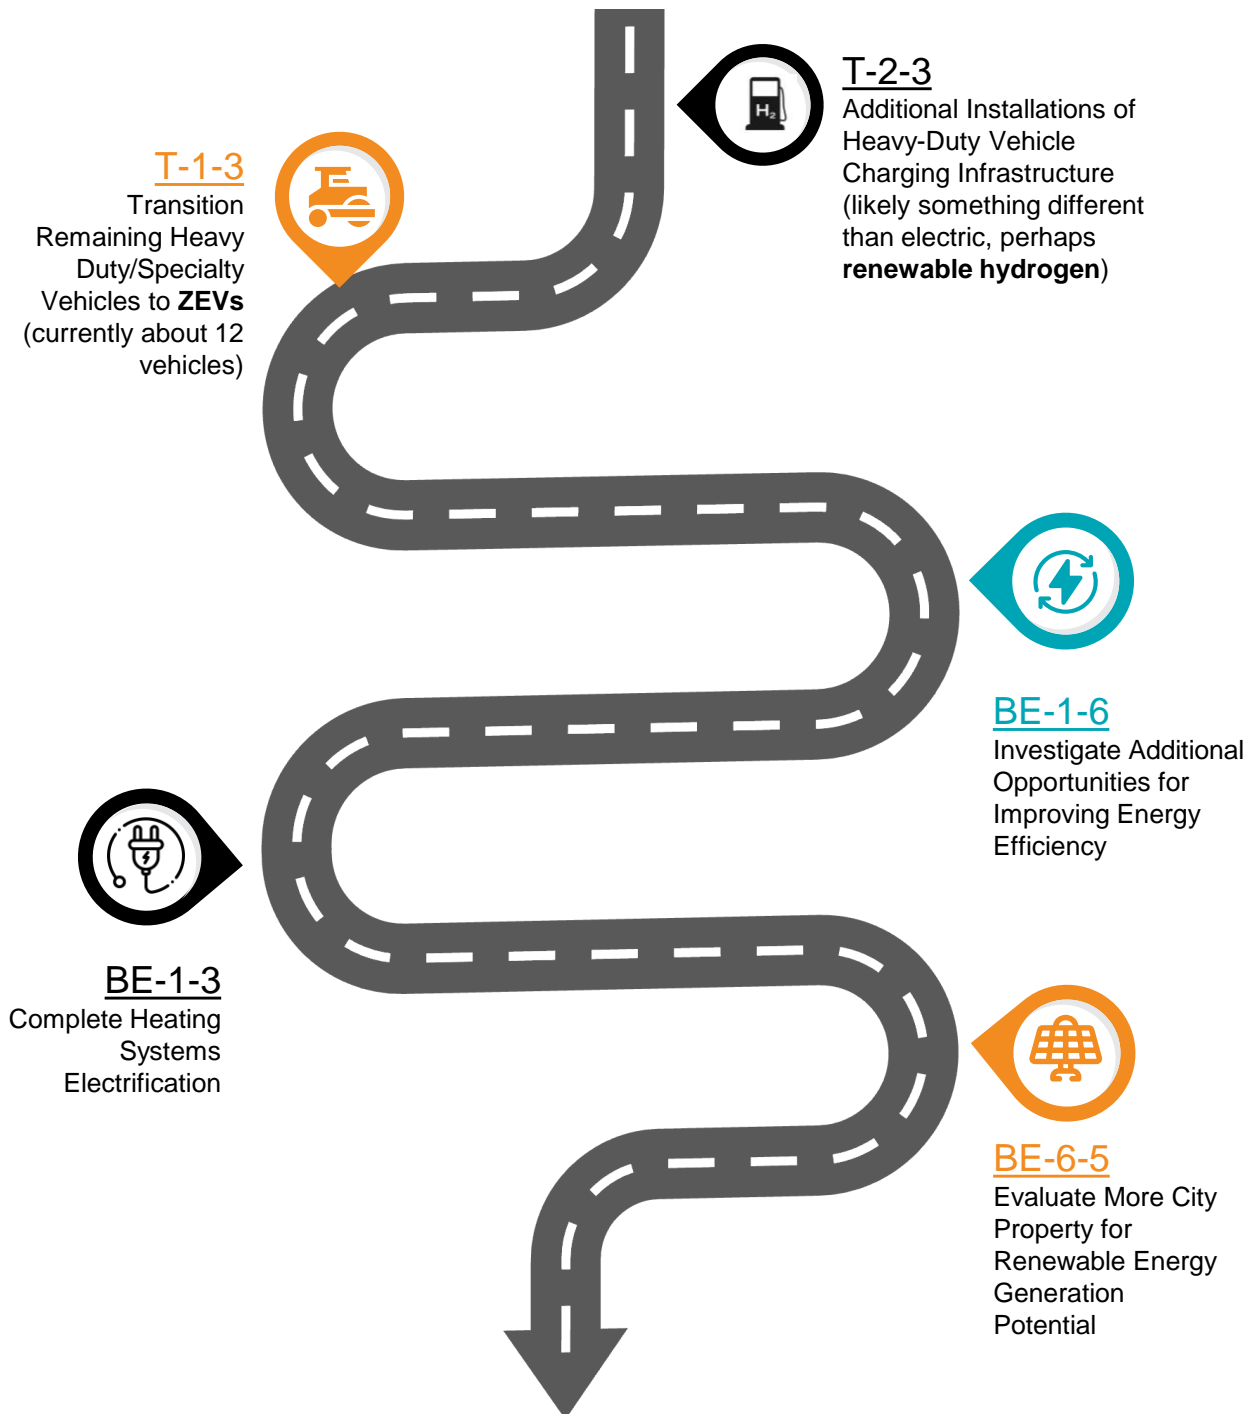 T-2-3
Additional Installations of
Heavy-Duty Vehicle
Charging Infrastructure
(likely something different
than electric, perhaps
renewable hydrogen)
H₂
T-1-3
Transition
Remaining Heavy
Duty/Specialty
Vehicles to ZEVs
(currently about 12
vehicles)
BE-1-6
Investigate Additional
Opportunities for
Improving Energy
Efficiency
BE-1-3
Complete Heating
Systems
Electrification
BE-6-5
Evaluate More City
Property for
Renewable Energy
Generation
Potential